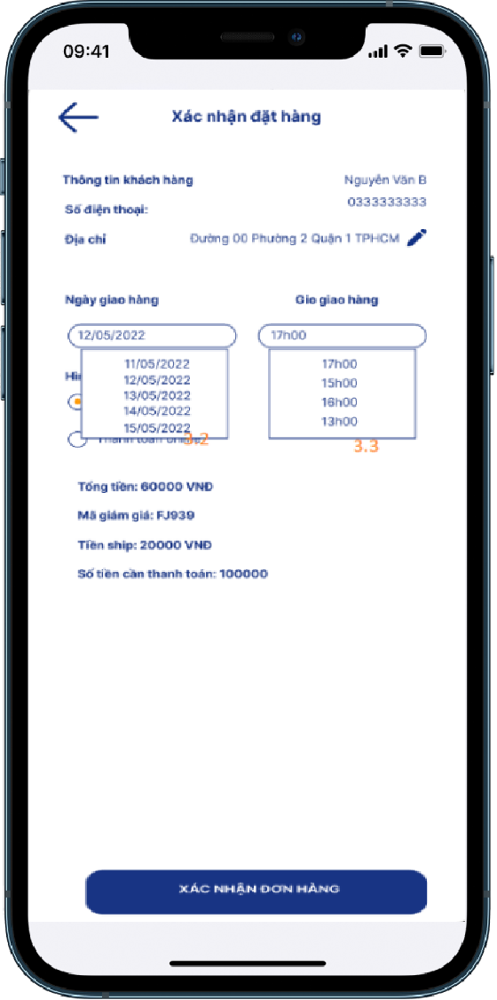 09:41
Xác nhận đặt hàng
Thông tin khách hàng
Nguyễn Văn B
Số điện thoại:
0333333333
Địa chỉ
Đường 00 Phường 2 Quận 1 TPHCM
Ngày giao hàng
Gio giao hàng
12/05/2022
17h00
11/05/2022
12/05/2022
13/05/2022
14/05/2022
15/05/2022
17h00
15h00
16h00
13h00
Hì
Thanh toán online
3.2
3.3
Tổng tiền: 60000 VNĐ
Mã giảm giá: FJ939
Tiền ship: 20000 VNĐ
Số tiền cần thanh toán: 100000
XÁC NHẬN ĐƠN HÀNG